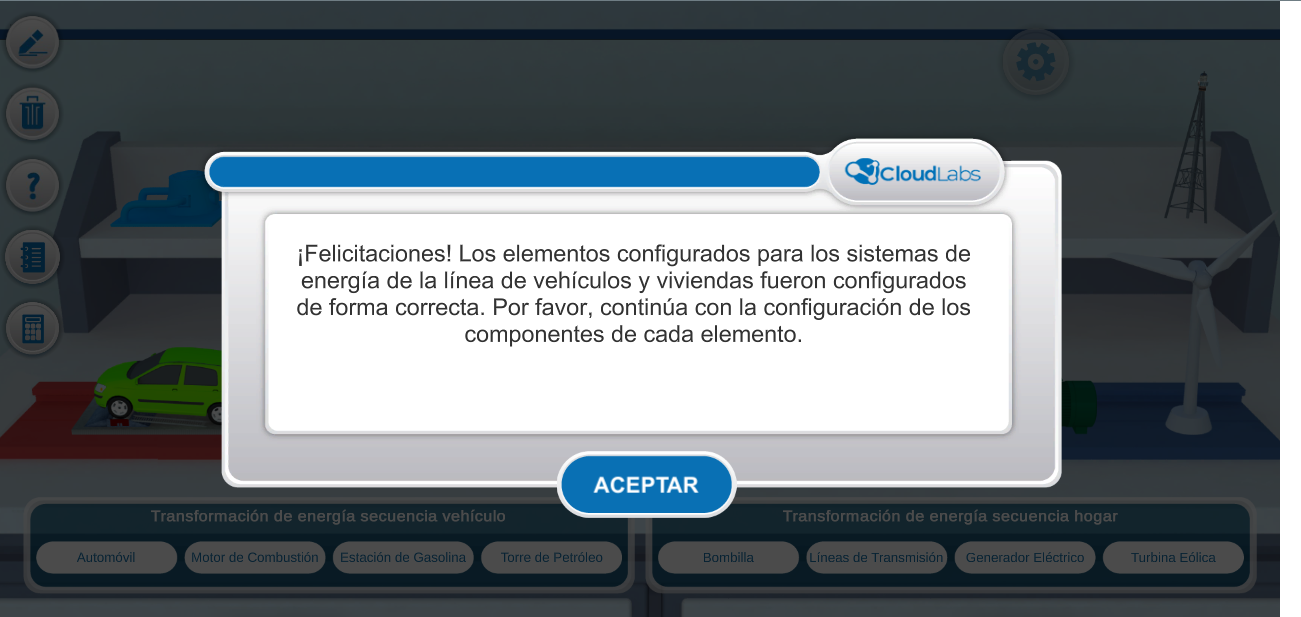 CloudLabs
¡Felicitaciones! Los elementos configurados para los sistemas de
energía de la línea de vehículos y viviendas fueron configurados
de forma correcta. Por favor, continúa con la configuración de los
componentes de cada elemento.
ACEPTAR
Transformación de energía secuencia vehículo
Automóvil
Motor de Combustión
Estación de Gasolina
Torre de Petróleo
Transformación de energía secuencia hogar
Bombilla
Líneas de Transmisión
Generador Eléctrico
Turbina Eólica